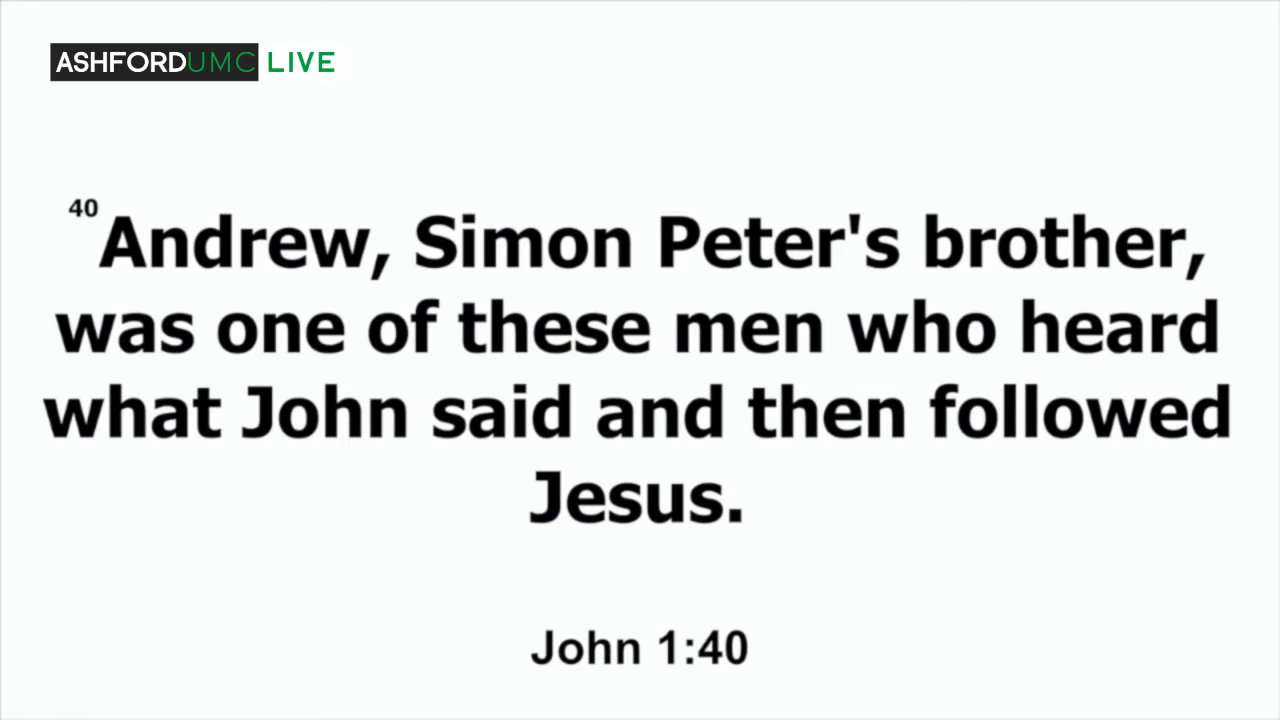 ASHFORDUMC LIVE
40 Andrew, Simon Peter's brother,
was one of these men who heard
what John said and then followed
Jesus.
John 1:40